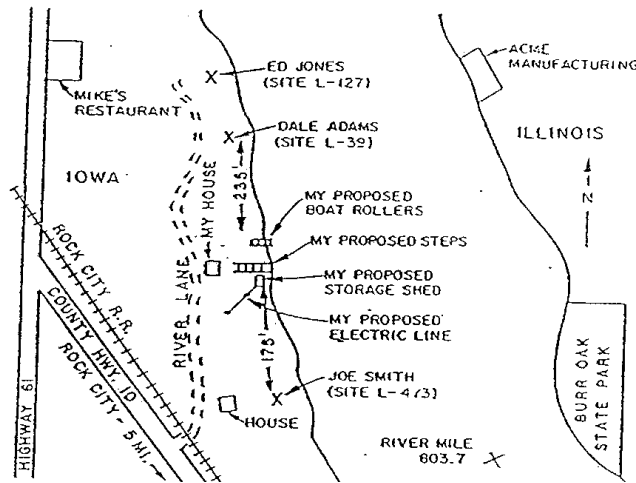 ED JONES
(SITE L-127)
ACME
MANUFACTURING
MIKE'S
RESTAURANT
DALE ADAMS
(SITE L-39)
ILLINOIS
IOWA
235'
MY HOUSE
MY PROPOSED
BOAT ROLLERS
N
ROCK CITY R.R.
MY PROPOSED STEPS
MY PROPOSED
STORAGE SHED
RIVER LANE
MY PROPOSED
ELECTRIC LINE
175'
COUNTY HWY. 10
JOE SMITH
(SITE L-473)
BURR OAK
STATE PARK
HIGHWAY 61
ROCK CITY - 5 MI.
HOUSE
RIVER MILE
603.7